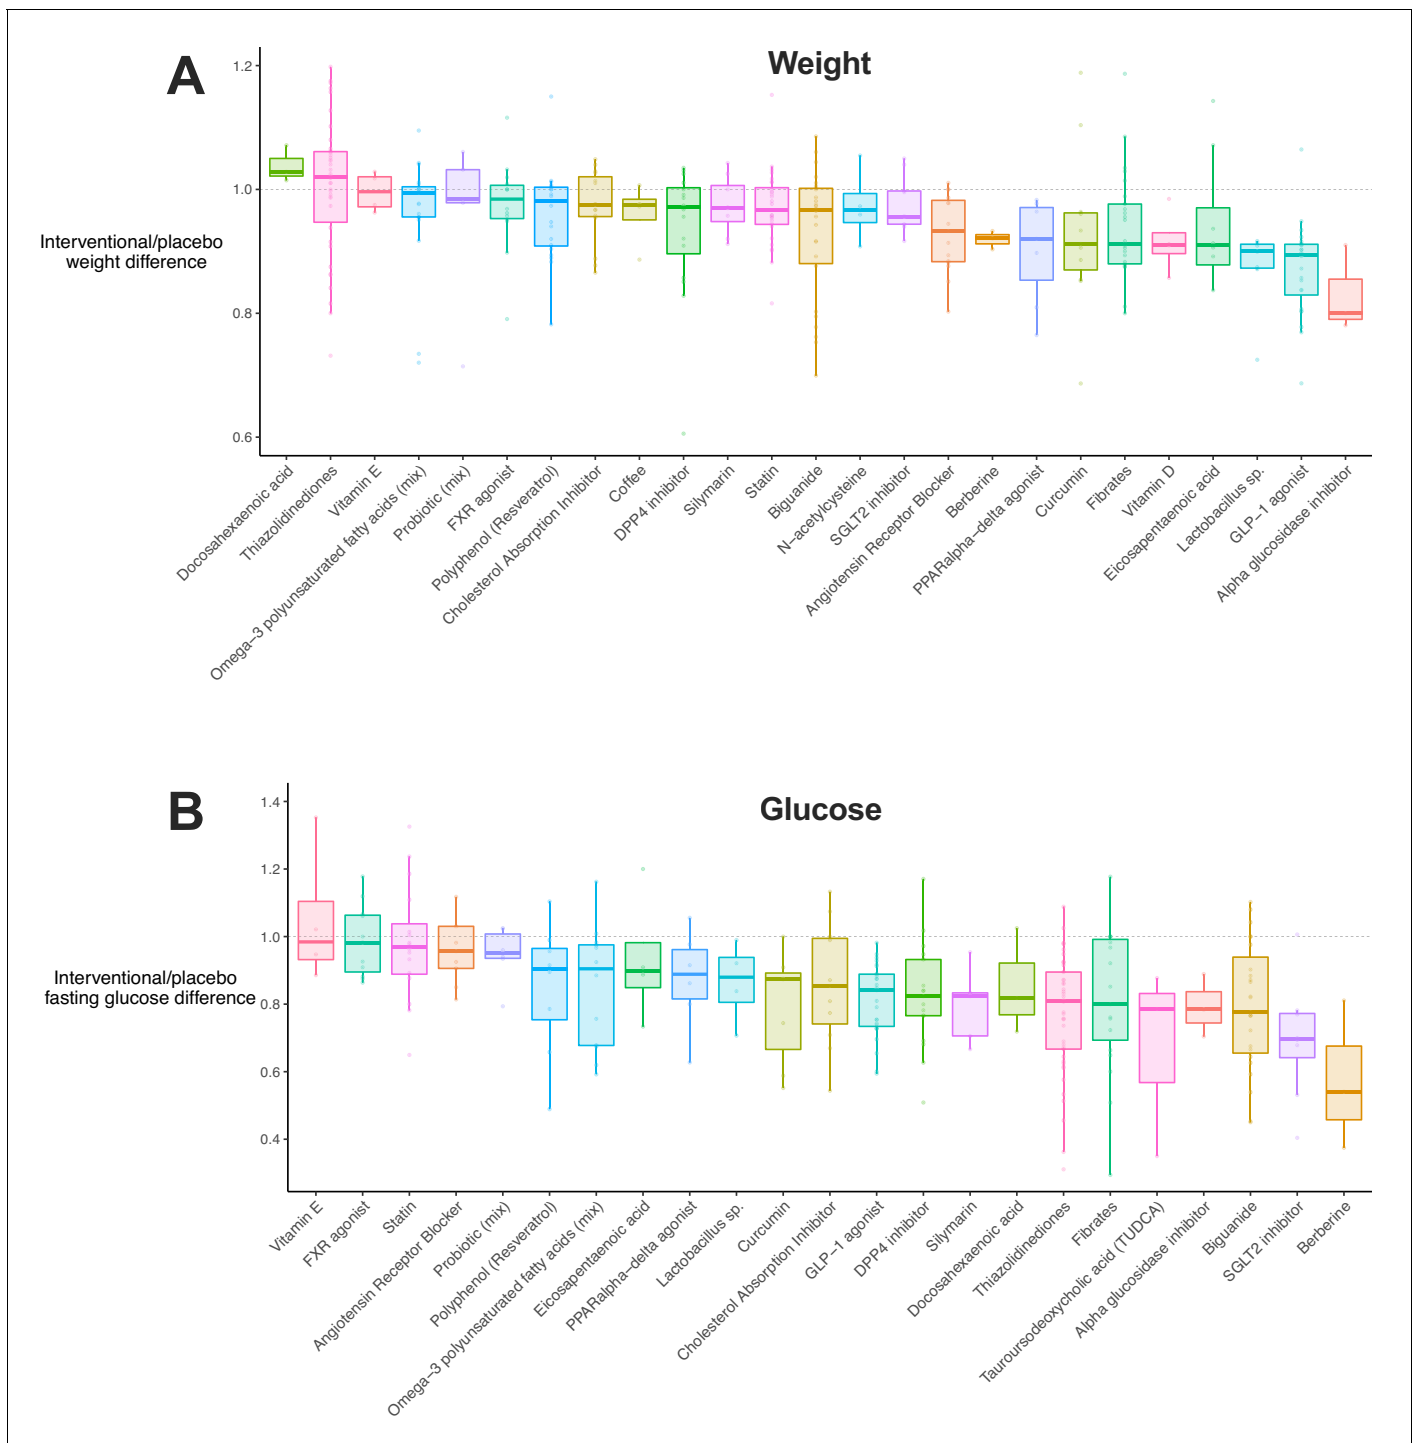 A
Weight
1.2
1.0
0.8
0.6
Interventional/placebo
weight difference
Docosahexaenoic acid
Thiazolidinediones
Vitamin E
Omega−3 polyunsaturated fatty acids (mix)
Probiotic (mix)
FXR agonist
Polyphenol (Resveratrol)
Cholesterol Absorption Inhibitor
Coffee
DPP4 inhibitor
Silymarin
Statin
Biguanide
N−acetylcysteine
SGLT2 inhibitor
Angiotensin Receptor Blocker
Berberine
PPARalpha−delta agonist
Curcumin
Fibrates
Vitamin D
Eicosapentaenoic acid
Lactobacillus sp.
GLP−1 agonist
Alpha glucosidase inhibitor
B
Glucose
1.4
1.2
1.0
0.8
0.6
0.4
Interventional/placebo
fasting glucose difference
Vitamin E
FXR agonist
Statin
Angiotensin Receptor Blocker
Probiotic (mix)
Polyphenol (Resveratrol)
Omega−3 polyunsaturated fatty acids (mix)
Eicosapentaenoic acid
PPARalpha−delta agonist
Lactobacillus sp.
Curcumin
Cholesterol Absorption Inhibitor
GLP−1 agonist
DPP4 inhibitor
Silymarin
Docosahexaenoic acid
Thiazolidinediones
Fibrates
Tauroursodeoxycholic acid (TUDCA)
Alpha glucosidase inhibitor
Biguanide
SGLT2 inhibitor
Berberine